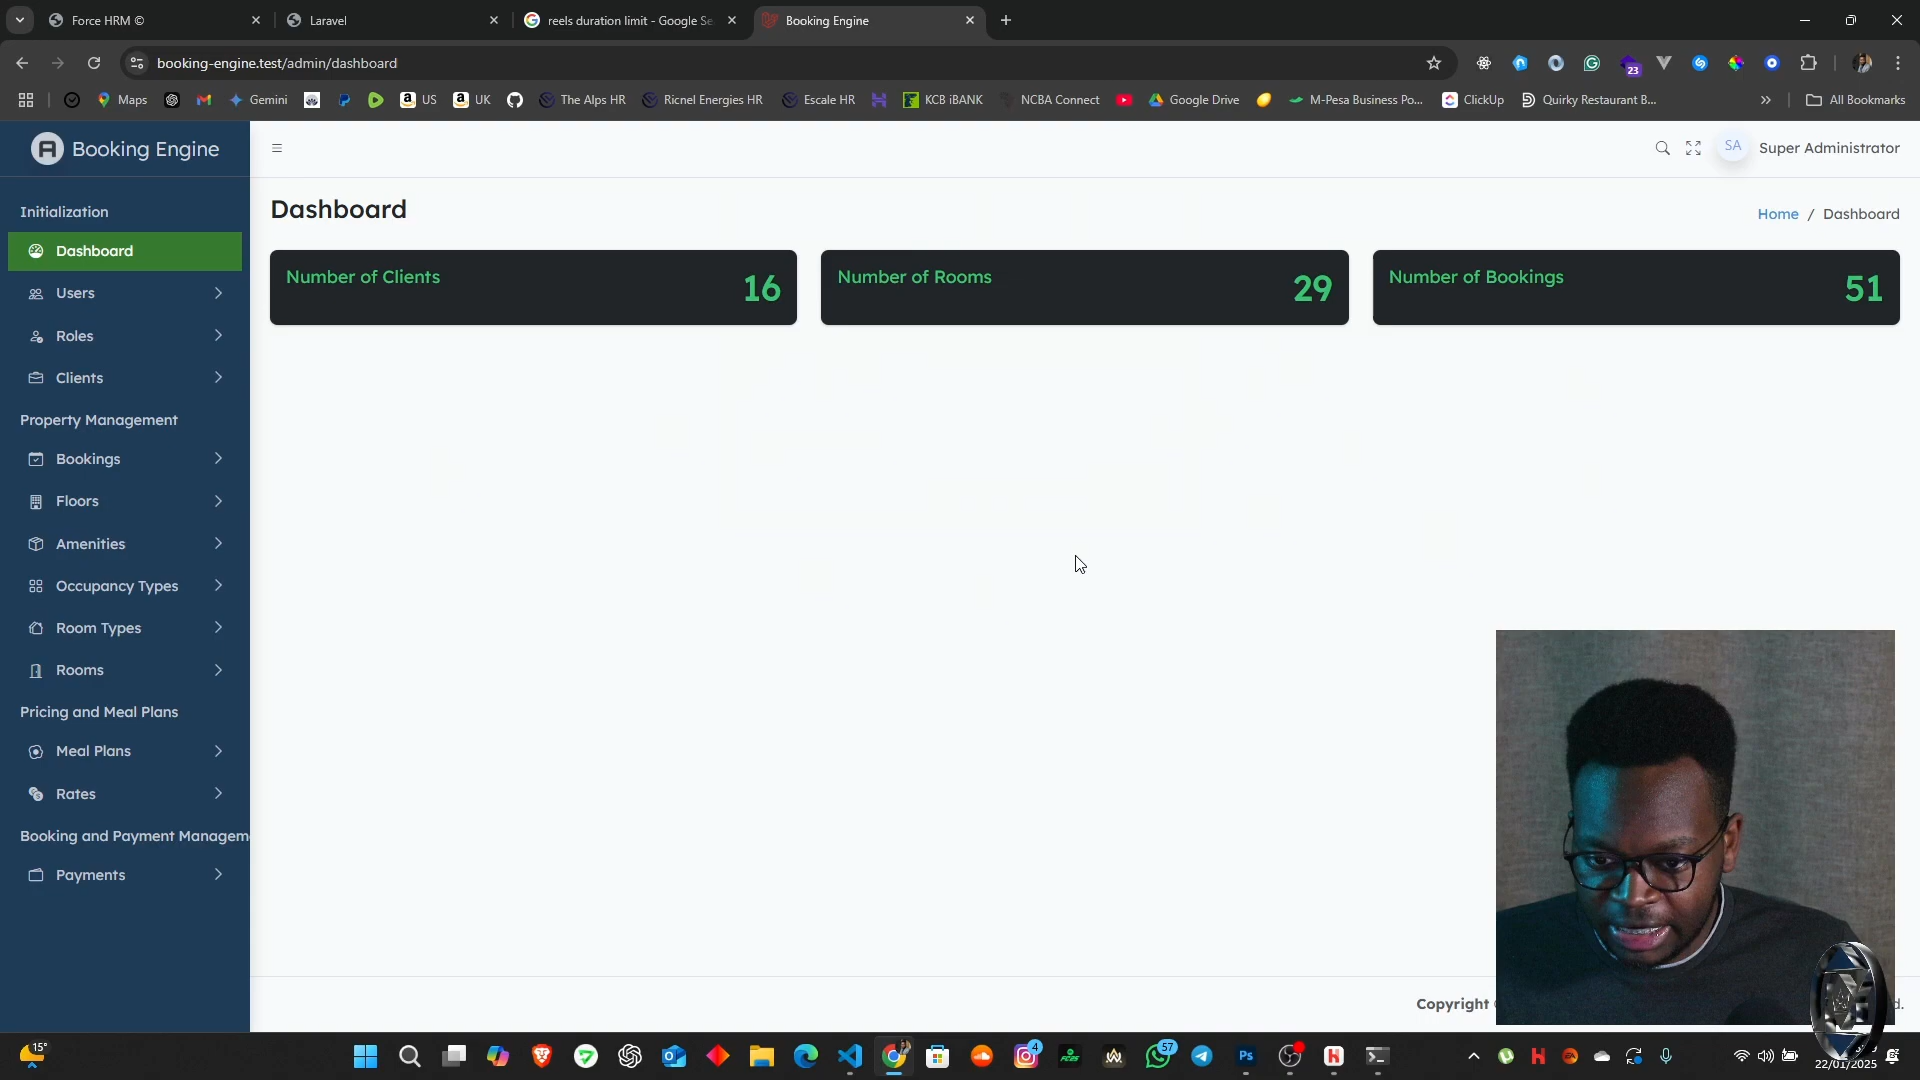 Force HRM ©
Laravel
reels duration limit - Google Se
Booking Engine
booking-engine.test/admin/dashboard
23
Maps
Gemini
US
UK
The Alps HR
Ricnel Energies HR
Escale HR
KCB iBANK
NCBA Connect
Google Drive
M-Pesa Business Po...
ClickUp
Quirky Restaurant B...
All Bookmarks
Booking Engine
SA
Super Administrator
Initialization
Dashboard
Users
Roles
Clients
Property Management
Bookings
Floors
Amenities
Occupancy Types
Room Types
Rooms
Pricing and Meal Plans
Meal Plans
Rates
Booking and Payment Managem
Payments
Dashboard
Home / Dashboard
Number of Clients
16
Number of Rooms
29
Number of Bookings
51
Copyright
d.
15°
4
57
22/01/2025